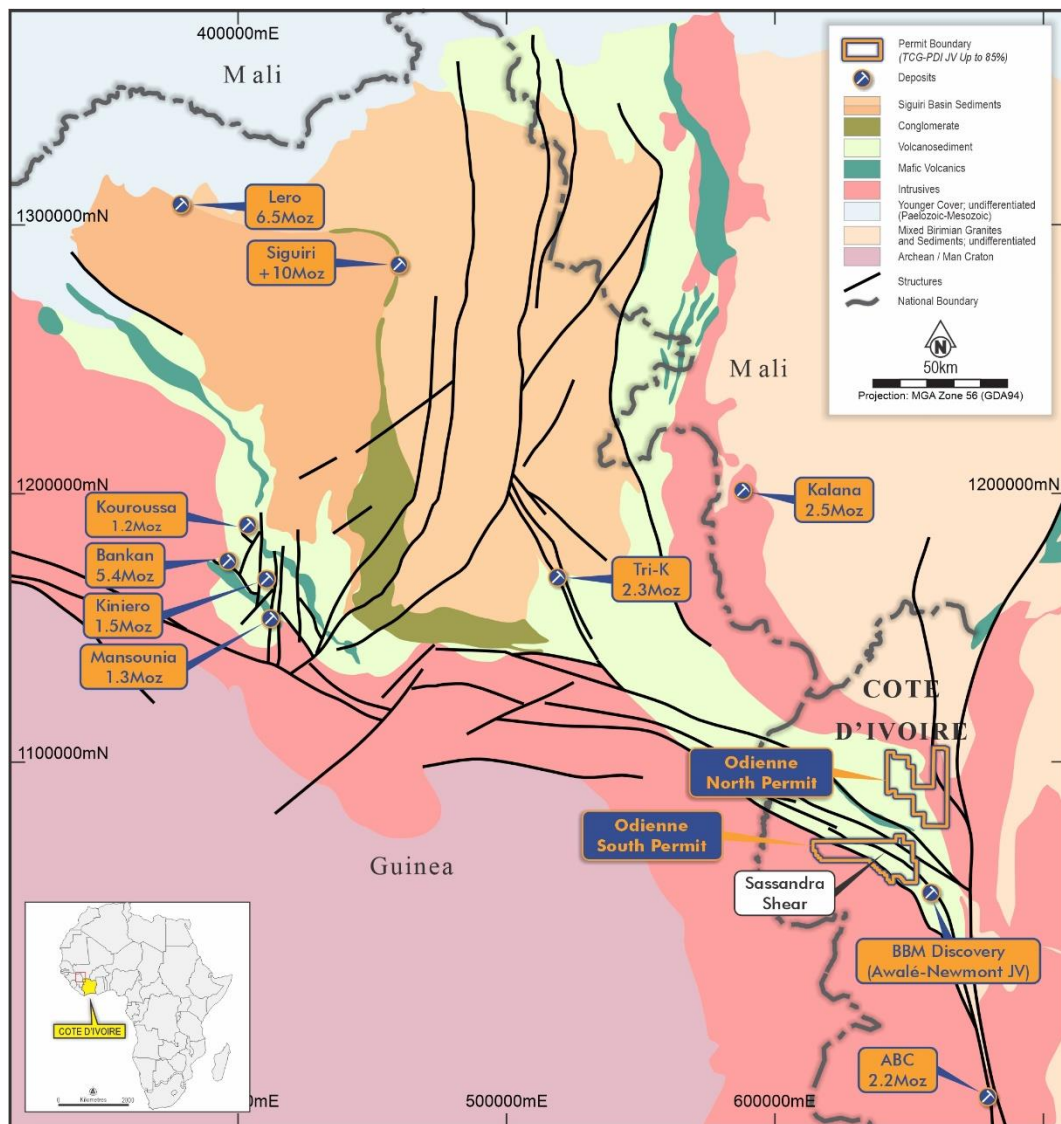 400000mE
Mali
Permit Boundary
(TCG-PDI JV Up to 85%)
Deposits
Siguiri Basin Sediments
Conglomerate
Volcanosediment
Mafic Volcanics
Intrusives
Younger Cover; undifferentiated
(Paelozoic-Mesozoic)
Mixed Birimian Granites
and Sediments; undifferentiated
Archean / Man Craton
Structures
National Boundary
N
50km
Projection: MGA Zone 56 (GDA94)
Lero
6.5Moz
1300000mN
Siguiri
+10Moz
Mali
1200000mN
1200000mN
Kalana
2.5Moz
Kouroussa
1.2Moz
Bankan
5.4Moz
Tri-K
2.3Moz
Kiniero
1.5Moz
Mansounia
1.3Moz
COTE
D'IVOIRE
1100000mN
Odienne
North Permit
Odienne
South Permit
Guinea
Sassandra
Shear
BBM Discovery
(Awalé-Newmont JV)
COTE D'IVOIRE
N
Kilometres
0 2000
ABC
2.2Moz
mE
500000mE
600000mE